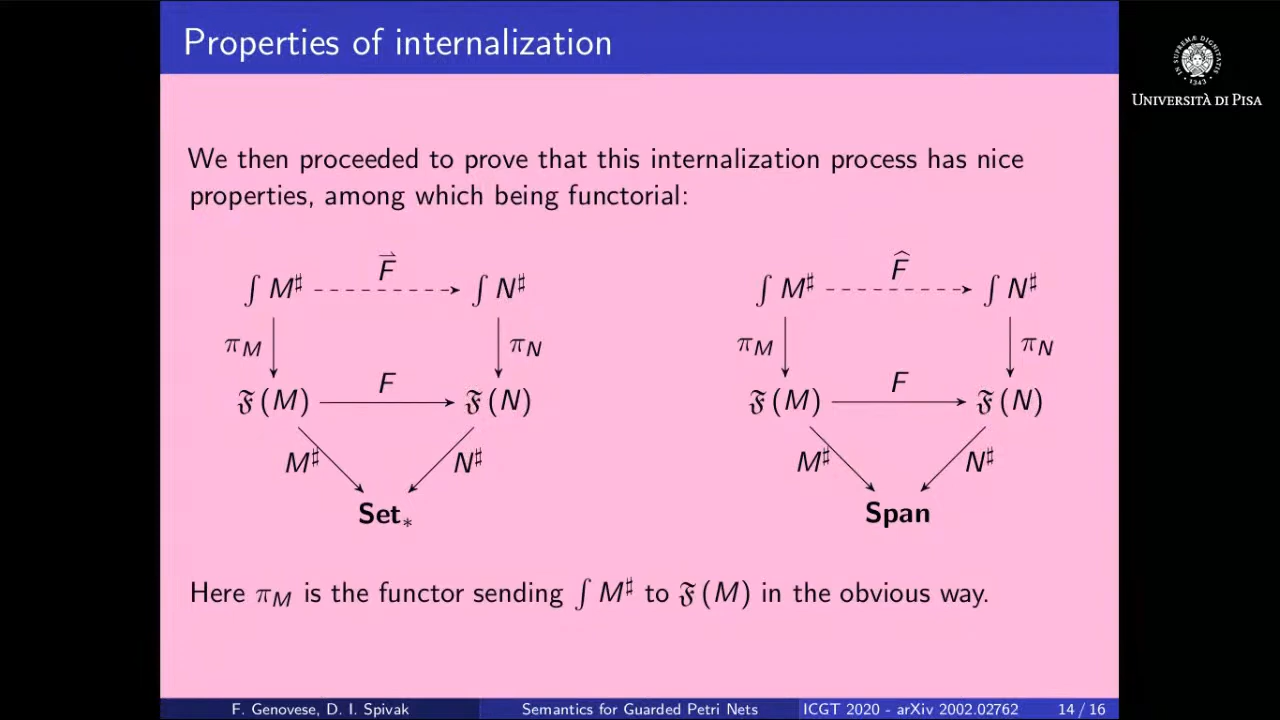 Properties of internalization
UNIVERSITÀ DI PISA
We then proceeded to prove that this internalization process has nice
properties, among which being functorial:
∫ M♯ F⃗ ∫ N♯ ∫ M♯ F̂ ∫ N♯
π_M π_N π_M π_N
𝔉 (M) F 𝔉 (N) 𝔉 (M) F 𝔉 (N)
M♯ N♯ M♯ N♯
Set∗ Span
Here π_M is the functor sending ∫ M♯ to 𝔉 (M) in the obvious way.
F. Genovese, D. I. Spivak Semantics for Guarded Petri Nets ICGT 2020 - arXiv 2002.02762 14 / 16